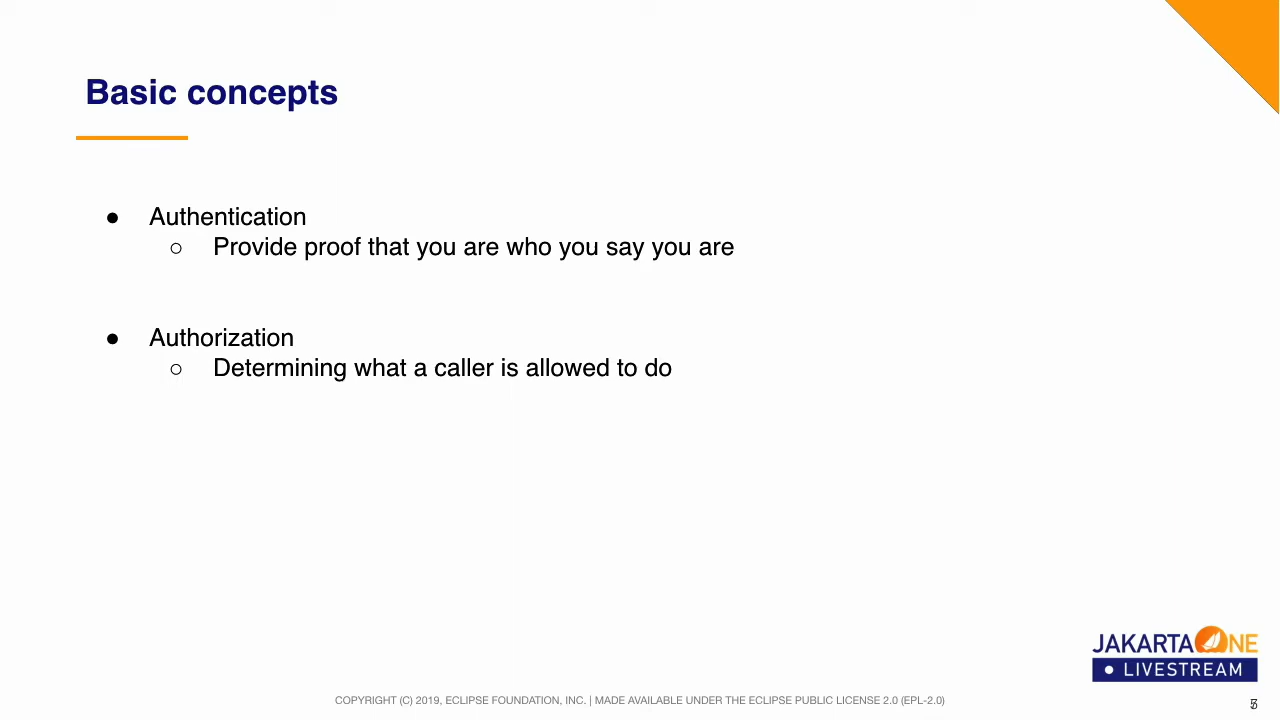 Basic concepts
● Authentication
○ Provide proof that you are who you say you are
● Authorization
○ Determining what a caller is allowed to do
JAKARTA ONE
• LIVESTREAM
COPYRIGHT (C) 2019, ECLIPSE FOUNDATION, INC. | MADE AVAILABLE UNDER THE ECLIPSE PUBLIC LICENSE 2.0 (EPL-2.0)